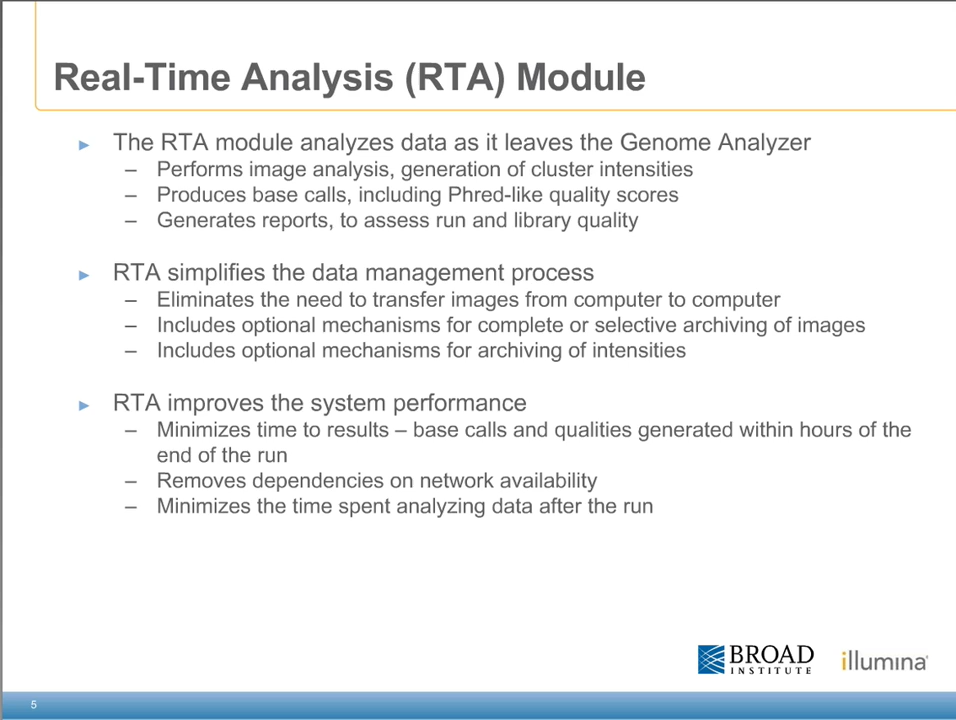 Real-Time Analysis (RTA) Module
► The RTA module analyzes data as it leaves the Genome Analyzer
– Performs image analysis, generation of cluster intensities
– Produces base calls, including Phred-like quality scores
– Generates reports, to assess run and library quality
► RTA simplifies the data management process
– Eliminates the need to transfer images from computer to computer
– Includes optional mechanisms for complete or selective archiving of images
– Includes optional mechanisms for archiving of intensities
► RTA improves the system performance
– Minimizes time to results – base calls and qualities generated within hours of the
end of the run
– Removes dependencies on network availability
– Minimizes the time spent analyzing data after the run
BROAD
INSTITUTE
illumina
5